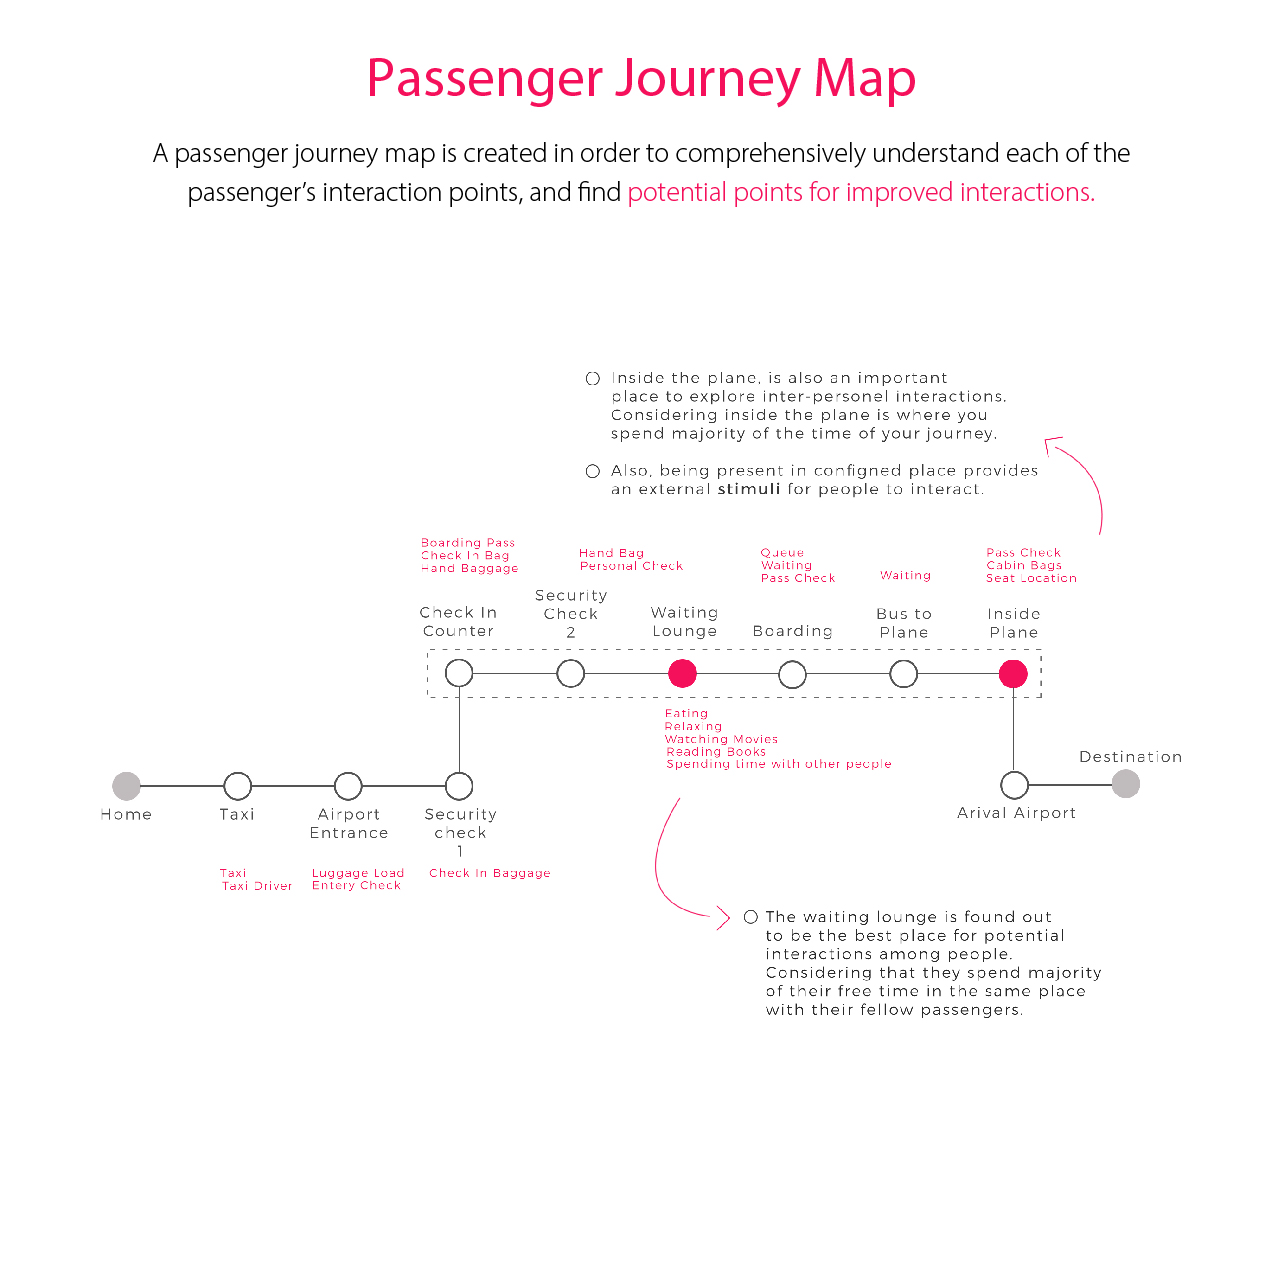 Passenger Journey Map
A passenger journey map is created in order to comprehensively understand each of the
passenger's interaction points, and find potential points for improved interactions.
Inside the plane, is also an important
place to explore inter-personel interactions.
Considering inside the plane is where you
spend majority of the time of your journey.
Also, being present in configned place provides
an external stimuli for people to interact.
Boarding Pass
Check In Bag
Hand Baggage
Hand Bag
Personal Check
Queue
Waiting
Pass Check
Waiting
Pass Check
Cabin Bags
Seat Location
Check In
Counter
Security
Check
2
Waiting
Lounge
Boarding
Bus to
Plane
Inside
Plane
Eating
Relaxing
Watching Movies
Reading Books
Spending time with other people
Home
Taxi
Airport
Entrance
Security
check
1
Arival Airport
Destination
Taxi
Taxi Driver
Luggage Load
Entery Check
Check In Baggage
The waiting lounge is found out
to be the best place for potential
interactions among people.
Considering that they spend majority
of their free time in the same place
with their fellow passengers.